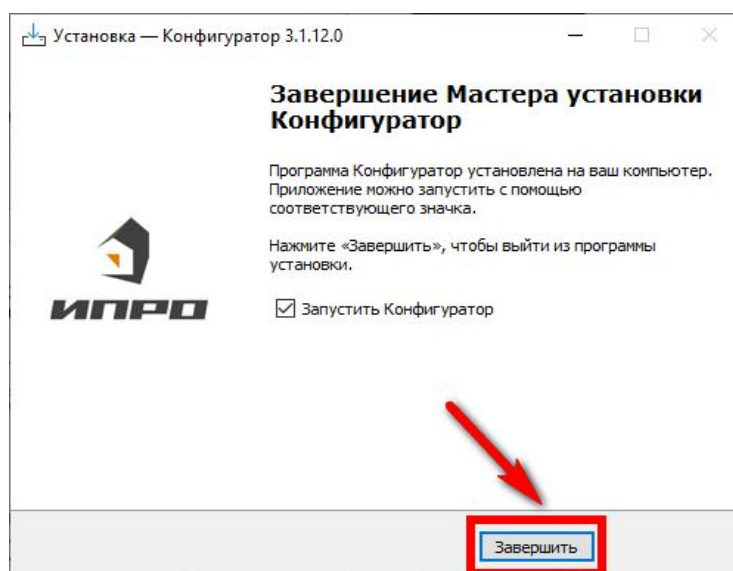 Установка — Конфигуратор 3.1.12.0
Завершение Мастера установки
Конфигуратор
Программа Конфигуратор установлена на ваш компьютер.
Приложение можно запустить с помощью
соответствующего значка.
Нажмите «Завершить», чтобы выйти из программы
установки.
ИПРО
Запустить Конфигуратор
Завершить